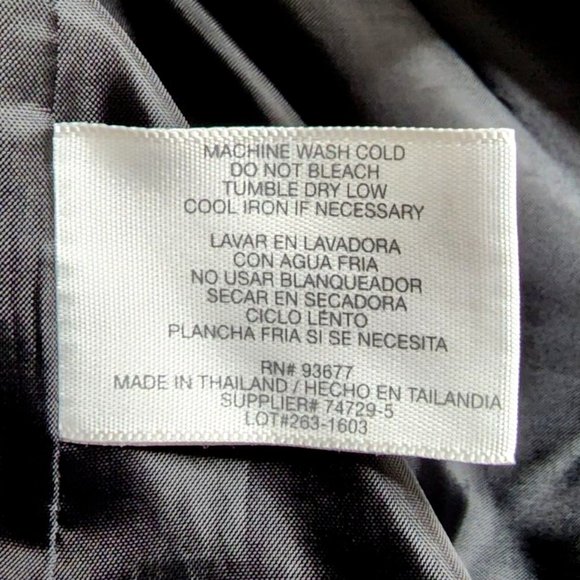 MACHINE WASH COLD
DO NOT BLEACH
TUMBLE DRY LOW
COOL IRON IF NECESSARY
LAVAR EN LAVADORA
CON AGUA FRIA
NO USAR BLANQUEADOR
SECAR EN SECADORA
CICLO LENTO
PLANCHA FRIA SI SE NECESITA
RN# 93677
MADE IN THAILAND / HECHO EN TAILANDIA
SUPPLIER# 74729-5
LOT#263-1603